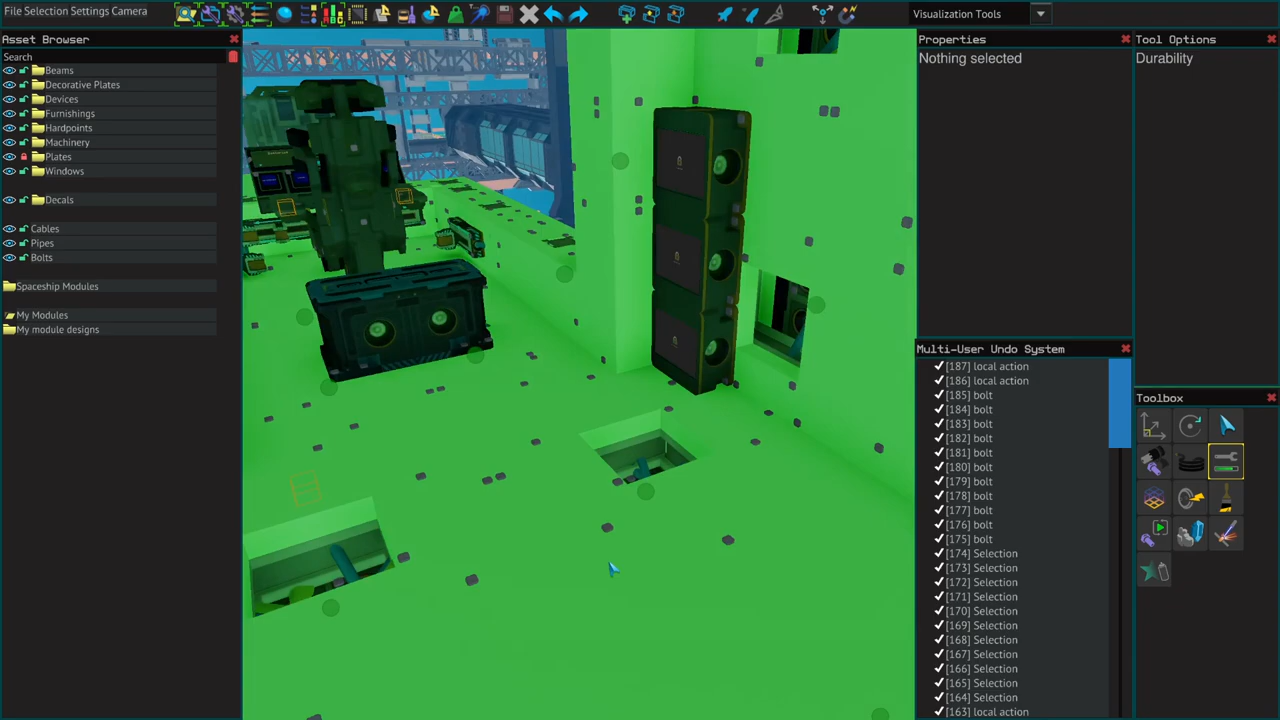 File Selection Settings Camera
Visualization Tools
Asset Browser
Search
Beams
Decorative Plates
Devices
Furnishings
Hardpoints
Machinery
Plates
Windows
Decals
Cables
Pipes
Bolts
Spaceship Modules
My Modules
My module designs
Properties
Nothing selected
Tool Options
Durability
Multi-User Undo System
[187] local action
[186] local action
[185] bolt
[184] bolt
[183] bolt
[182] bolt
[181] bolt
[180] bolt
[179] bolt
[178] bolt
[177] bolt
[176] bolt
[175] bolt
[174] Selection
[173] Selection
[172] Selection
[171] Selection
[170] Selection
[169] Selection
[168] Selection
[167] Selection
[166] Selection
[165] Selection
[164] Selection
[163] local action
Toolbox